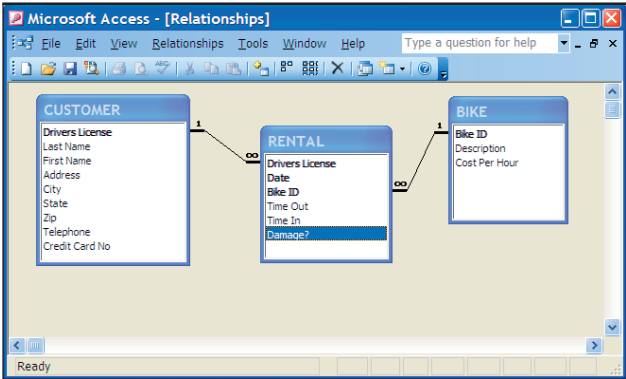 Microsoft Access - [Relationships]
File Edit View Relationships Tools Window Help Type a question for help
CUSTOMER
Drivers License
Last Name
First Name
Address
City
State
Zip
Telephone
Credit Card No
1
∞
RENTAL
Drivers License
Date
Bike ID
Time Out
Time In
Damage?
1
∞
BIKE
Bike ID
Description
Cost Per Hour
Ready